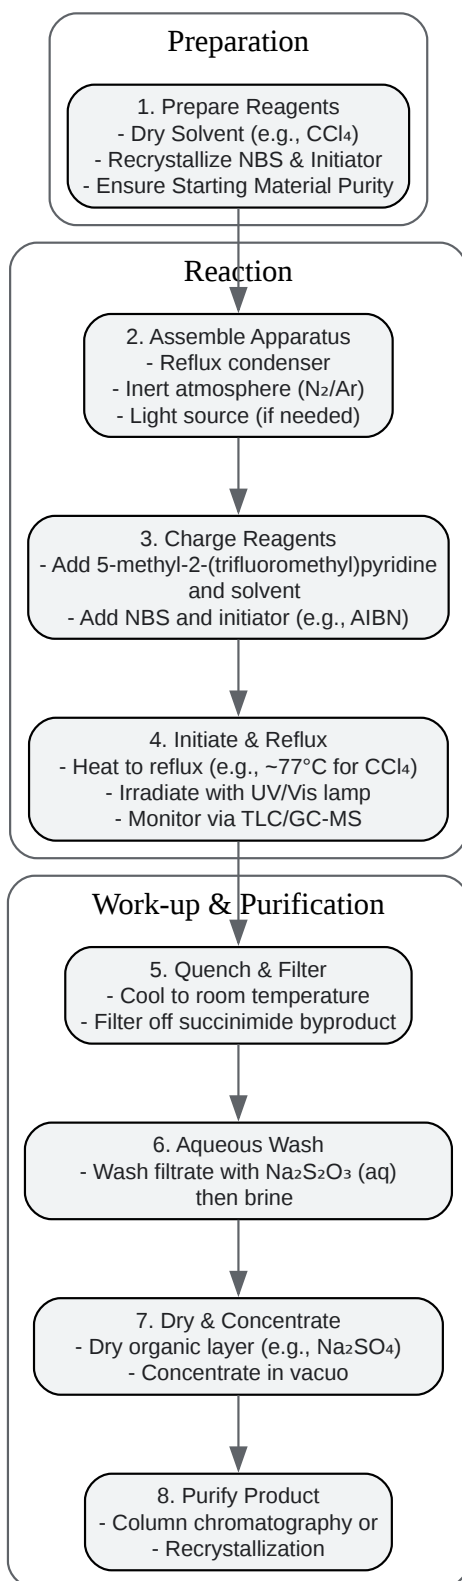 Preparation
1. Prepare Reagents
- Dry Solvent (e.g., CCl₄)
- Recrystallize NBS & Initiator
- Ensure Starting Material Purity
Reaction
2. Assemble Apparatus
- Reflux condenser
- Inert atmosphere (N₂/Ar)
- Light source (if needed)
3. Charge Reagents
- Add 5-methyl-2-(trifluoromethyl)pyridine
and solvent
- Add NBS and initiator (e.g., AIBN)
4. Initiate & Reflux
- Heat to reflux (e.g., ~77°C for CCl₄)
- Irradiate with UV/Vis lamp
- Monitor via TLC/GC-MS
Work-up & Purification
5. Quench & Filter
- Cool to room temperature
- Filter off succinimide byproduct
6. Aqueous Wash
- Wash filtrate with Na₂S₂O₃ (aq)
then brine
7. Dry & Concentrate
- Dry organic layer (e.g., Na₂SO₄)
- Concentrate in vacuo
8. Purify Product
- Column chromatography or
- Recrystallization